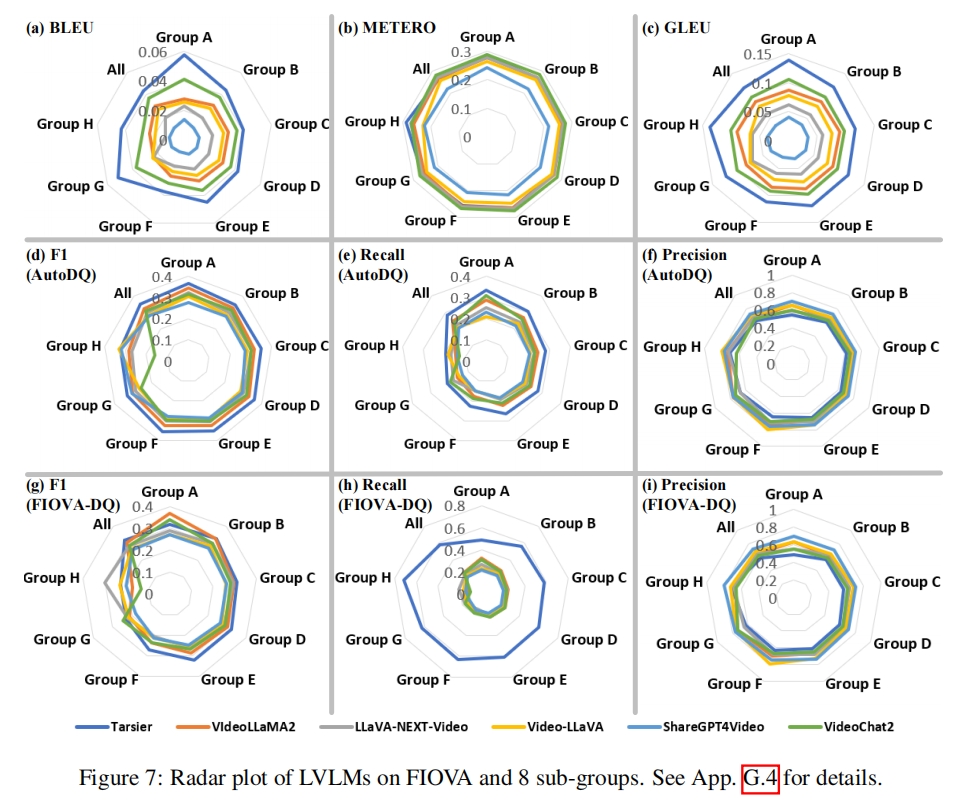 (a) BLEU
Group A
0.06
0.04
0.02
0
All
Group B
Group H
Group C
Group G
Group D
Group F
Group E
(b) METERO
Group A
0.3
0.2
0.1
0
All
Group B
Group H
Group C
Group G
Group D
Group F
Group E
(c) GLEU
Group A
0.15
0.1
0.05
0
All
Group B
Group H
Group C
Group G
Group D
Group F
Group E
(d) F1
(AutoDQ)
Group A
0.4
0.3
0.2
0.1
0
All
Group B
Group H
Group C
Group G
Group D
Group F
Group E
(e) Recall
(AutoDQ)
Group A
0.4
0.3
0.2
0.1
0
All
Group B
Group H
Group C
Group G
Group D
Group F
Group E
(f) Precision
(AutoDQ)
Group A
1
0.8
0.6
0.4
0.2
0
All
Group B
Group H
Group C
Group G
Group D
Group F
Group E
(g) F1
(FIOVA-DQ)
Group A
0.4
0.3
0.2
0.1
0
All
Group B
Group H
Group C
Group G
Group D
Group F
Group E
(h) Recall
(FIOVA-DQ)
Group A
0.8
0.6
0.4
0.2
0
All
Group B
Group H
Group C
Group G
Group D
Group F
Group E
(i) Precision
(FIOVA-DQ)
Group A
1
0.8
0.6
0.4
0.2
0
All
Group B
Group H
Group C
Group G
Group D
Group F
Group E
Tarsier VIdeoLLaMA2 LLaVA-NEXT-Video Video-LLaVA ShareGPT4Video VideoChat2
Figure 7: Radar plot of LVLMs on FIOVA and 8 sub-groups. See App. G.4 for details.